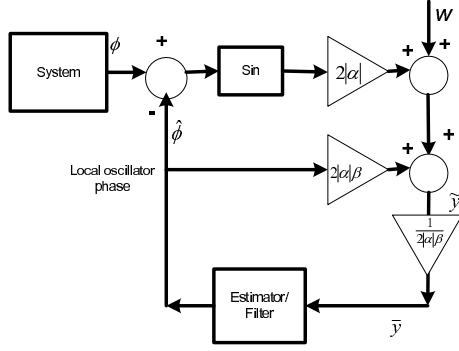 w
ϕ
+
System
Sin
2|α|
+
+
-
ϕ̂
+
Local oscillator
phase
2|α|β
+
ỹ
1
2|α|β
Estimator/
Filter
y̅